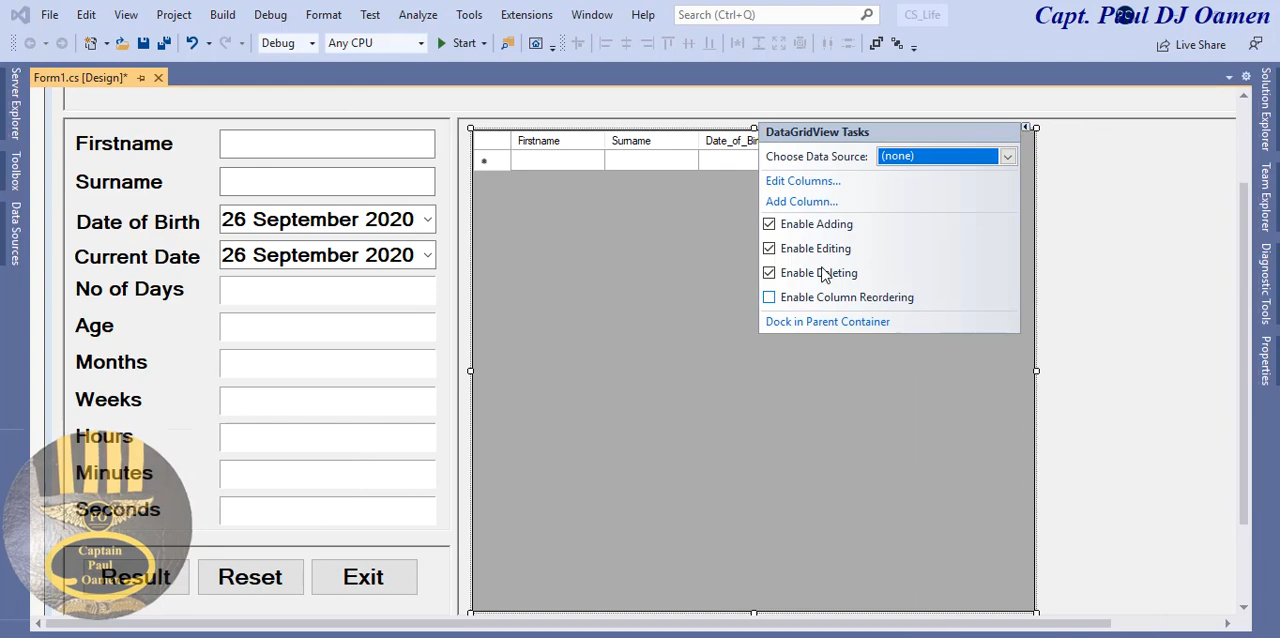 File Edit View Project Build Debug Format Test Analyze Tools Extensions Window Help Search (Ctrl+Q) CS_Life
Capt. Paul DJ Oamen
Debug Any CPU Start Live Share
Form1.cs [Design]*
Server Explorer
Toolbox
Data Sources
Solution Explorer
Team Explorer
Diagnostic Tools
Properties
Firstname
Surname
Date of Birth 26 September 2020
Current Date 26 September 2020
No of Days
Age
Months
Weeks
Hours
Minutes
Seconds
Result Reset Exit
PO
Captain
Paul
Oamen
Firstname Surname Date_of_Bir
DataGridView Tasks
Choose Data Source: (none)
Edit Columns...
Add Column...
Enable Adding
Enable Editing
Enable Deleting
Enable Column Reordering
Dock in Parent Container